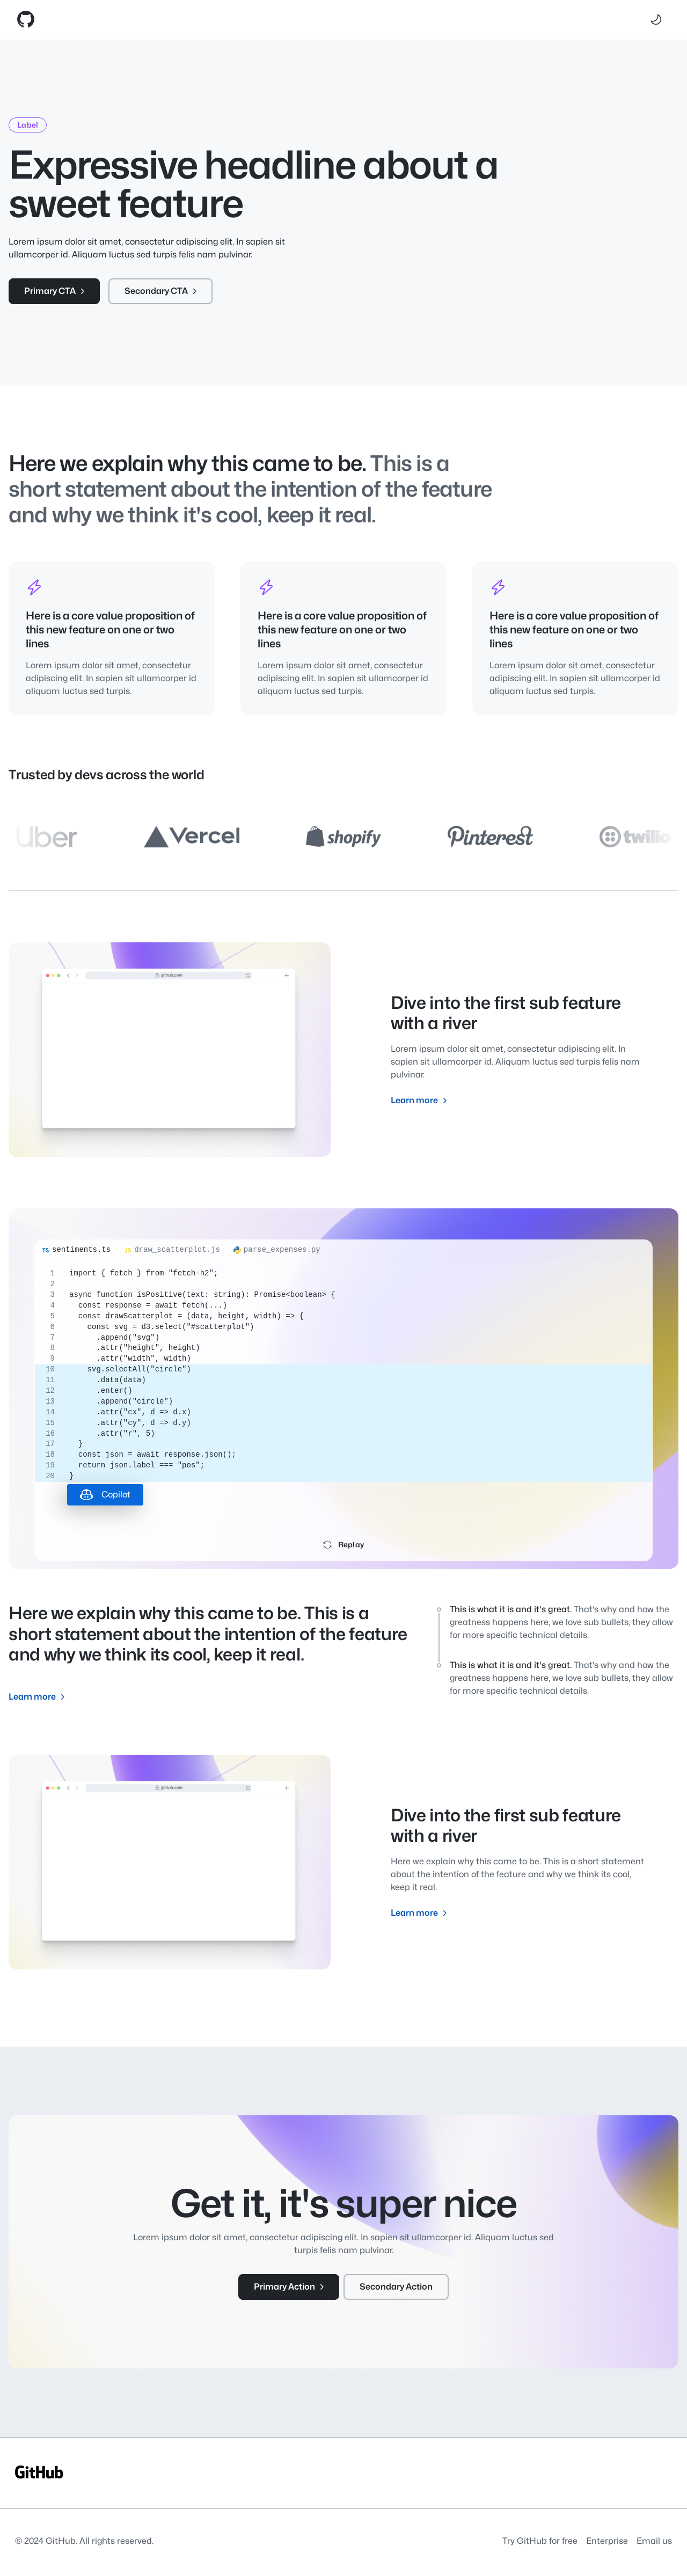 Label
Expressive headline about a
sweet feature
Lorem ipsum dolor sit amet, consectetur adipiscing elit. In sapien sit
ullamcorper id. Aliquam luctus sed turpis felis nam pulvinar.
Primary CTA
Secondary CTA
Here we explain why this came to be. This is a
short statement about the intention of the feature
and why we think it's cool, keep it real.
Here is a core value proposition of
this new feature on one or two
lines
Lorem ipsum dolor sit amet, consectetur
adipiscing elit. In sapien sit ullamcorper id
aliquam luctus sed turpis.
Here is a core value proposition of
this new feature on one or two
lines
Lorem ipsum dolor sit amet, consectetur
adipiscing elit. In sapien sit ullamcorper id
aliquam luctus sed turpis.
Here is a core value proposition of
this new feature on one or two
lines
Lorem ipsum dolor sit amet, consectetur
adipiscing elit. In sapien sit ullamcorper id
aliquam luctus sed turpis.
Trusted by devs across the world
Uber Vercel shopify Pinterest twilio
github.com
Dive into the first sub feature
with a river
Lorem ipsum dolor sit amet, consectetur adipiscing elit. In
sapien sit ullamcorper id. Aliquam luctus sed turpis felis nam
pulvinar.
Learn more
TS sentiments.ts JS draw_scatterplot.js parse_expenses.py
1 import { fetch } from "fetch-h2";
2
3 async function isPositive(text: string): Promise<boolean> {
4 const response = await fetch(...)
5 const drawScatterplot = (data, height, width) => {
6 const svg = d3.select("#scatterplot")
7 .append("svg")
8 .attr("height", height)
9 .attr("width", width)
10 svg.selectAll("circle")
11 .data(data)
12 .enter()
13 .append("circle")
14 .attr("cx", d => d.x)
15 .attr("cy", d => d.y)
16 .attr("r", 5)
17 }
18 const json = await response.json();
19 return json.label === "pos";
20 }
Copilot
Replay
Here we explain why this came to be. This is a
short statement about the intention of the feature
and why we think its cool, keep it real.
Learn more
This is what it is and it's great. That's why and how the
greatness happens here, we love sub bullets, they allow
for more specific technical details.
This is what it is and it's great. That's why and how the
greatness happens here, we love sub bullets, they allow
for more specific technical details.
github.com
Dive into the first sub feature
with a river
Here we explain why this came to be. This is a short statement
about the intention of the feature and why we think its cool,
keep it real.
Learn more
Get it, it's super nice
Lorem ipsum dolor sit amet, consectetur adipiscing elit. In sapien sit ullamcorper id. Aliquam luctus sed
turpis felis nam pulvinar.
Primary Action
Secondary Action
GitHub
© 2024 GitHub. All rights reserved.
Try GitHub for free Enterprise Email us